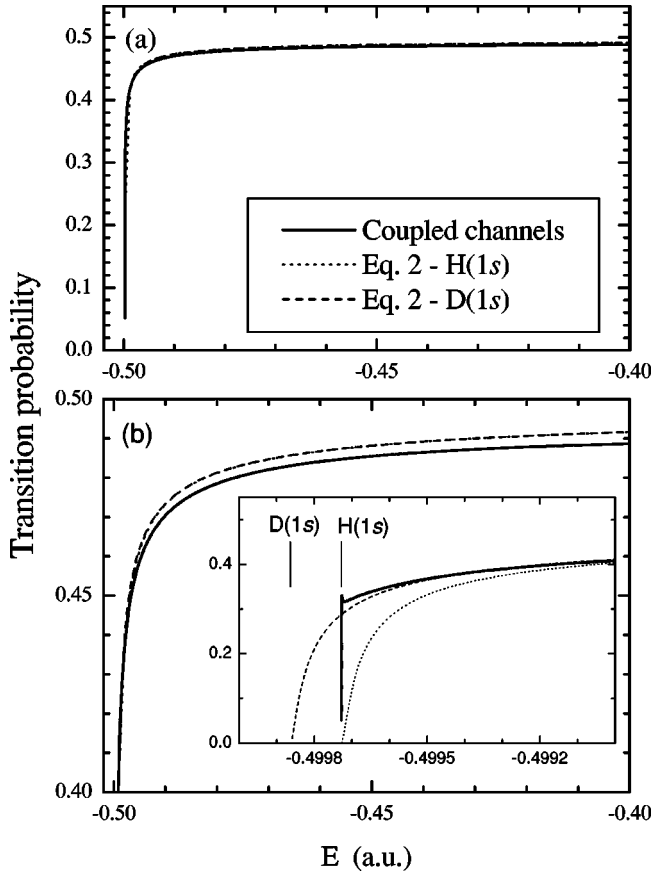 Transition probability
(a)
0.5
0.4
0.3
0.2
0.1
0.0
Coupled channels
Eq. 2 - H(1s)
Eq. 2 - D(1s)
-0.50
-0.45
-0.40
(b)
0.50
0.45
0.40
D(1s)
H(1s)
0.4
0.2
0.0
-0.4998
-0.4995
-0.4992
-0.50
-0.45
-0.40
E (a.u.)